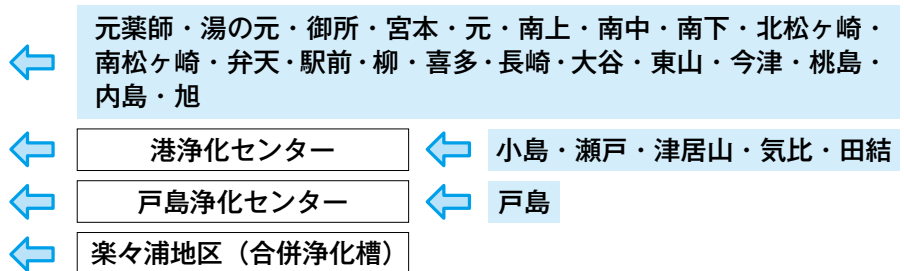 元薬師・湯の元・御所・宮本・元・南上・南中・南下・北松ヶ崎・
南松ヶ崎・弁天・駅前・柳・喜多・長崎・大谷・東山・今津・桃島・
内島・旭
港浄化センター
小島・瀬戸・津居山・気比・田結
戸島浄化センター
戸島
楽々浦地区（合併浄化槽）